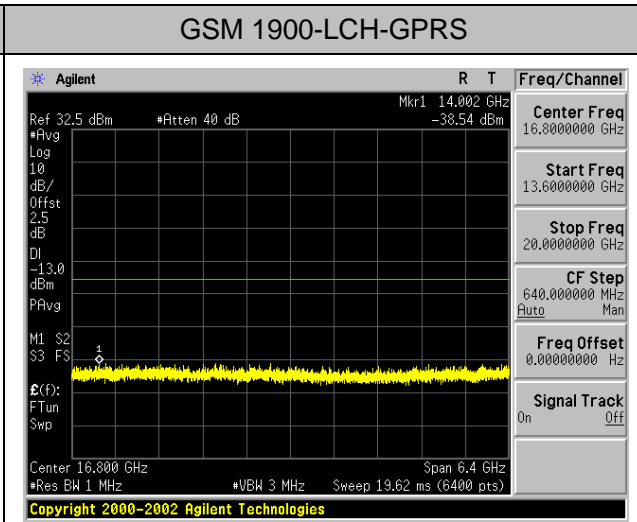 GSM 1900-LCH-GPRS
Agilent R T
Mkr1 14.002 GHz
Ref 32.5 dBm #Atten 40 dB -38.54 dBm
#Avg
Log
10
dB/
Offst
2.5
dB
DI
-13.0
dBm
PAvg
M1 S2
S3 FS
1
£(f):
FTun
Swp
Center 16.800 GHz Span 6.4 GHz
#Res BW 1 MHz #VBW 3 MHz Sweep 19.62 ms (6400 pts)
Copyright 2000-2002 Agilent Technologies
Freq/Channel
Center Freq
16.8000000 GHz
Start Freq
13.6000000 GHz
Stop Freq
20.0000000 GHz
CF Step
640.000000 MHz
Auto Man
Freq Offset
0.00000000 Hz
Signal Track
On Off